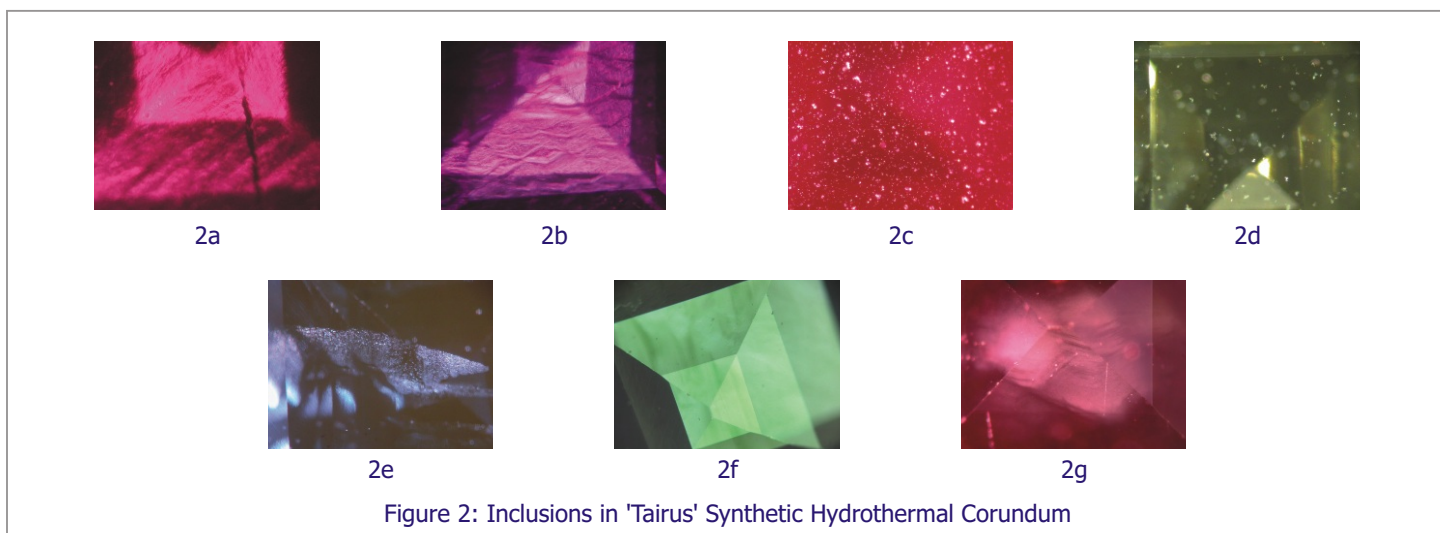 2a
2b
2c
2d
2e
2f
2g
Figure 2: Inclusions in 'Tairus' Synthetic Hydrothermal Corundum